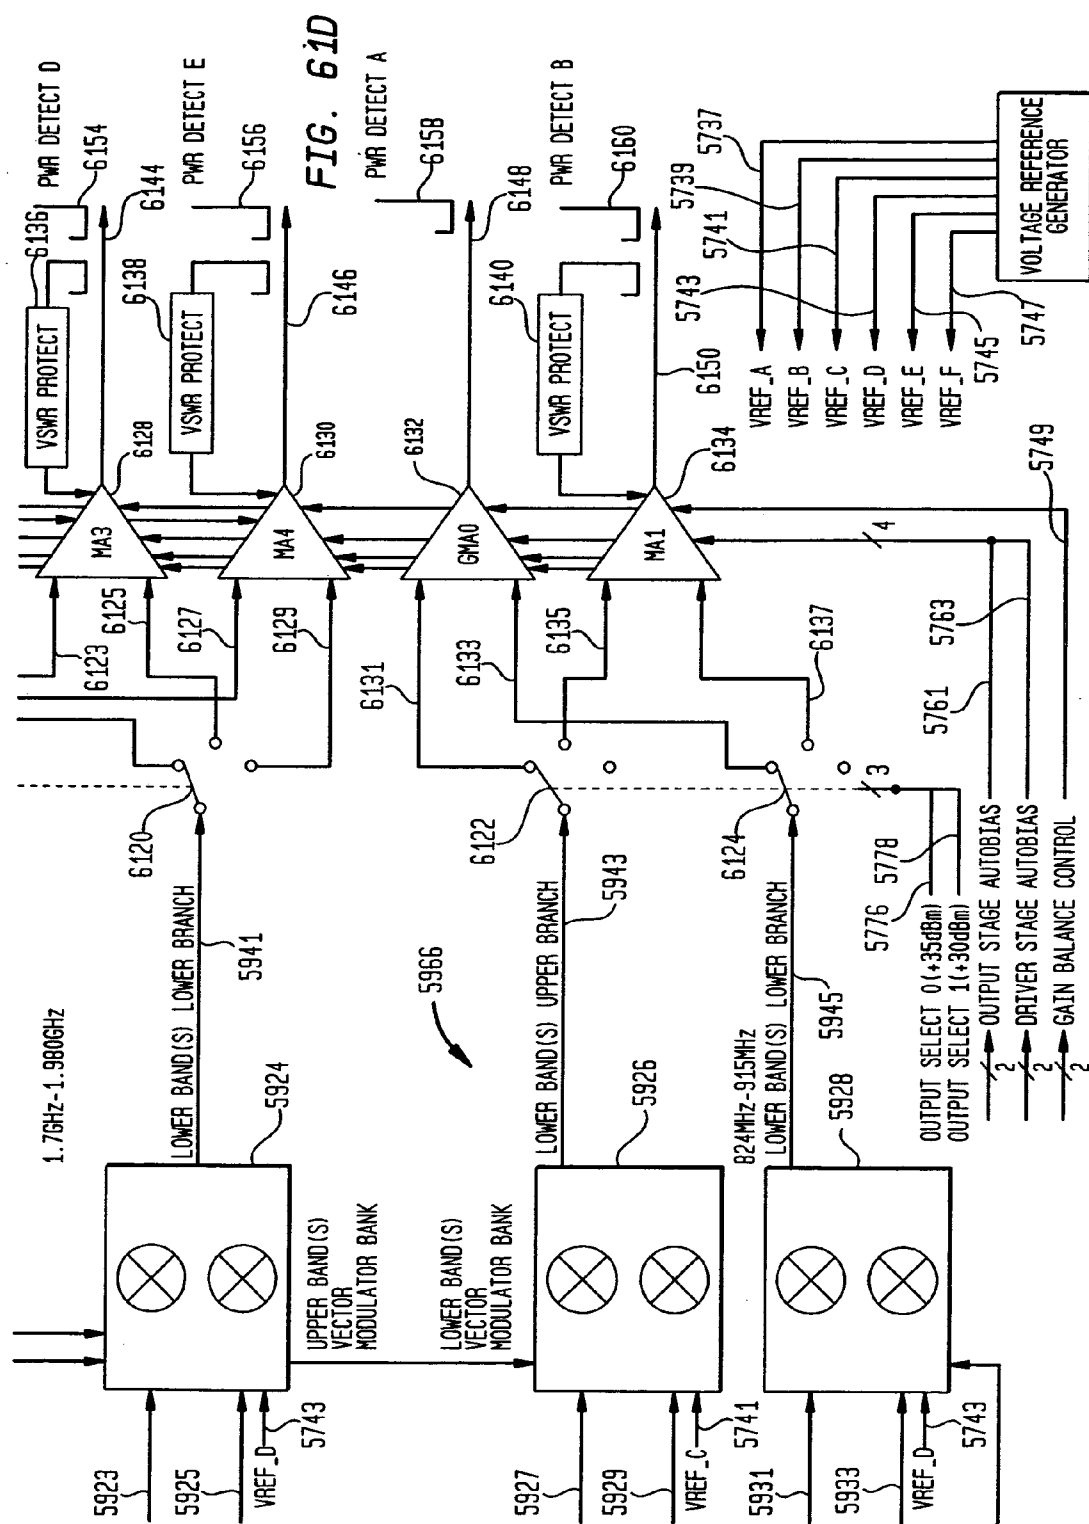 FIG. 61D
PWR DETECT D
6154
6136
6144
VSWR PROTECT
MA3
6128
6123
6125
PWR DETECT E
6156
6138
6146
VSWR PROTECT
MA4
6130
6127
6129
PWR DETECT A
6158
6148
GMA0
6132
6131
6133
PWR DETECT B
6160
6140
6150
VSWR PROTECT
MA1
6134
6135
6137
1.7GHz-1.980GHz
LOWER BAND(S) LOWER BRANCH
5941
6120
5924
5923
5925
VREF_D
5743
UPPER BAND(S)
VECTOR
MODULATOR BANK
5966
LOWER BAND(S)
VECTOR
MODULATOR BANK
LOWER BAND(S) UPPER BRANCH
5943
6122
5926
5927
5929
VREF_C
5741
824MHz-915MHz
LOWER BAND(S) LOWER BRANCH
5945
6124
5928
5931
5933
VREF_D
5743
3
4
OUTPUT SELECT 0(+35dBm)
5776
OUTPUT SELECT 1(+30dBm)
5778
2
OUTPUT STAGE AUTOBIAS
5761
2
DRIVER STAGE AUTOBIAS
5763
2
GAIN BALANCE CONTROL
5749
VREF_A
5737
VREF_B
5739
VREF_C
5741
VREF_D
5743
VREF_E
5745
VREF_F
5747
VOLTAGE REFERENCE
GENERATOR